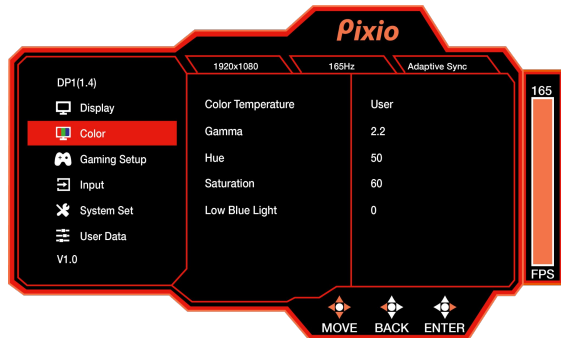 Pixio
1920x1080 165Hz Adaptive Sync
DP1(1.4)
Display
Color
Gaming Setup
Input
System Set
User Data
V1.0
Color Temperature User
Gamma 2.2
Hue 50
Saturation 60
Low Blue Light 0
165
FPS
MOVE BACK ENTER